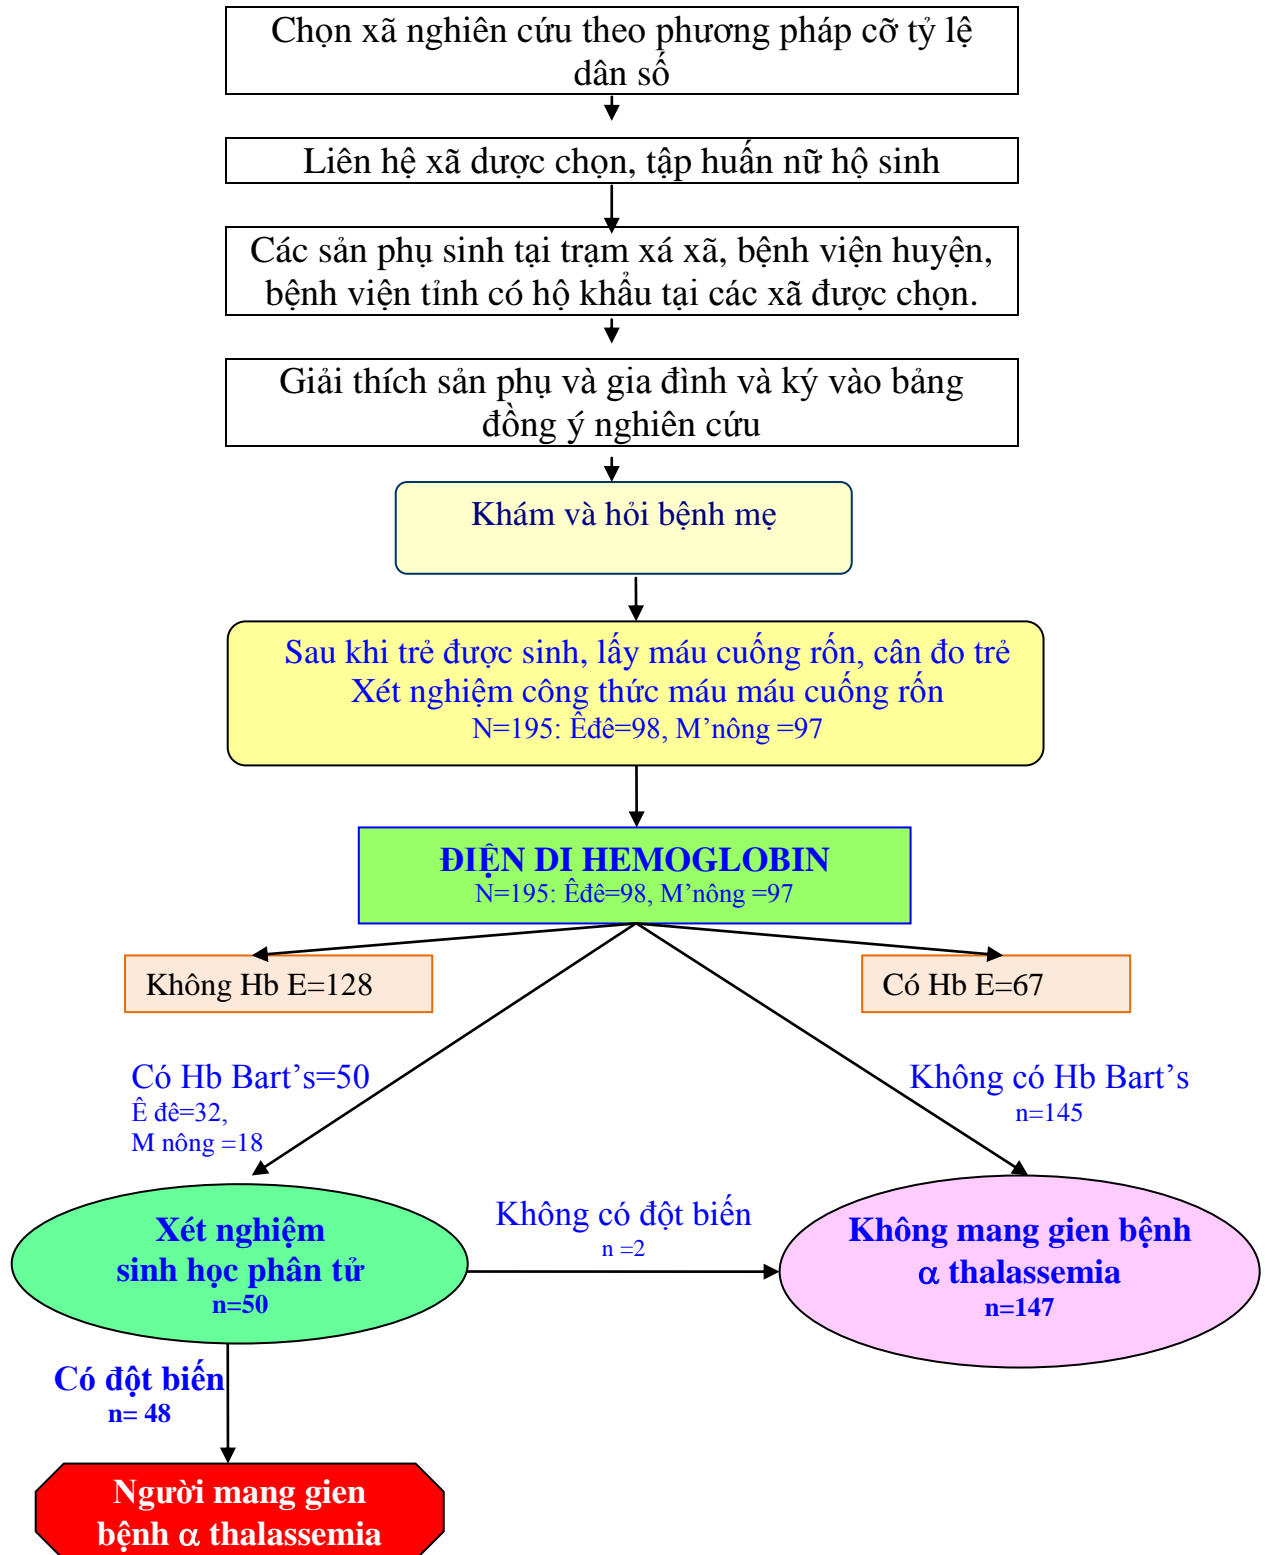 Chọn xã nghiên cứu theo phương pháp cỡ tỷ lệ
dân số
Liên hệ xã dược chọn, tập huấn nữ hộ sinh
Các sản phụ sinh tại trạm xá xã, bệnh viện huyện,
bệnh viện tỉnh có hộ khẩu tại các xã được chọn.
Giải thích sản phụ và gia đình và ký vào bảng
đồng ý nghiên cứu
Khám và hỏi bệnh mẹ
Sau khi trẻ được sinh, lấy máu cuống rốn, cân đo trẻ
Xét nghiệm công thức máu máu cuống rốn
N=195: Êđê=98, M’nông =97
ĐIỆN DI HEMOGLOBIN
N=195: Êđê=98, M’nông =97
Không Hb E=128
Có Hb E=67
Có Hb Bart’s=50
Ê đê=32,
M nông =18
Không có Hb Bart’s
n=145
Xét nghiệm
sinh học phân tử
n=50
Không có đột biến
n =2
Không mang gien bệnh
α thalassemia
n=147
Có đột biến
n= 48
Người mang gien
bệnh α thalassemia